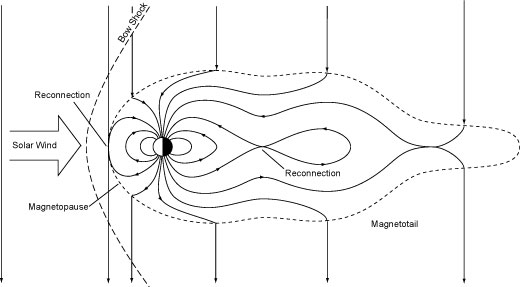 Bow Shock
Reconnection
Solar Wind
Reconnection
Magnetopause
Magnetotail